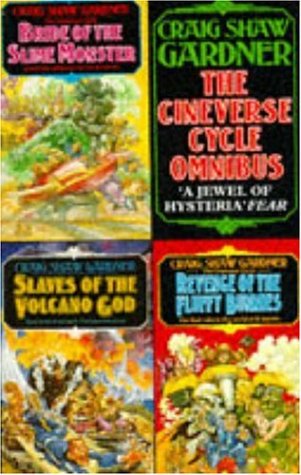 CRAIG SHAW GARDNER
BRIDE OF THE
SLIME MONSTER
CRAIG SHAW
GARDNER
THE
CINEVERSE
CYCLE
OMNIBUS
'A JEWEL OF
HYSTERIA' FEAR
CRAIG SHAW GARDNER
SLAVES OF THE
VOLCANO GOD
CRAIG SHAW GARDNER
REVENGE OF THE
FLUFFY BUNNIES